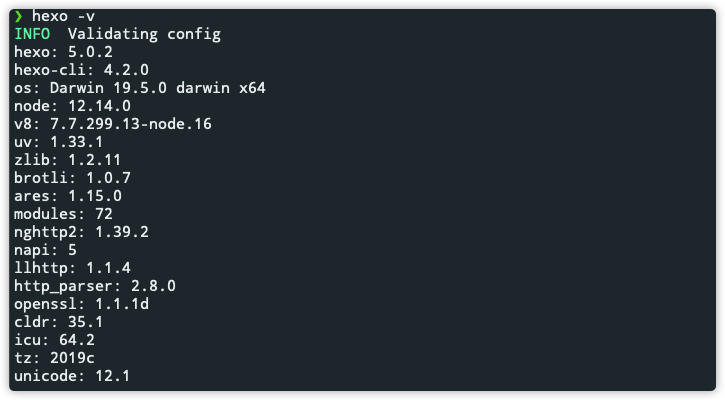 ❯ hexo -v
INFO  Validating config
hexo: 5.0.2
hexo-cli: 4.2.0
os: Darwin 19.5.0 darwin x64
node: 12.14.0
v8: 7.7.299.13-node.16
uv: 1.33.1
zlib: 1.2.11
brotli: 1.0.7
ares: 1.15.0
modules: 72
nghttp2: 1.39.2
napi: 5
llhttp: 1.1.4
http_parser: 2.8.0
openssl: 1.1.1d
cldr: 35.1
icu: 64.2
tz: 2019c
unicode: 12.1